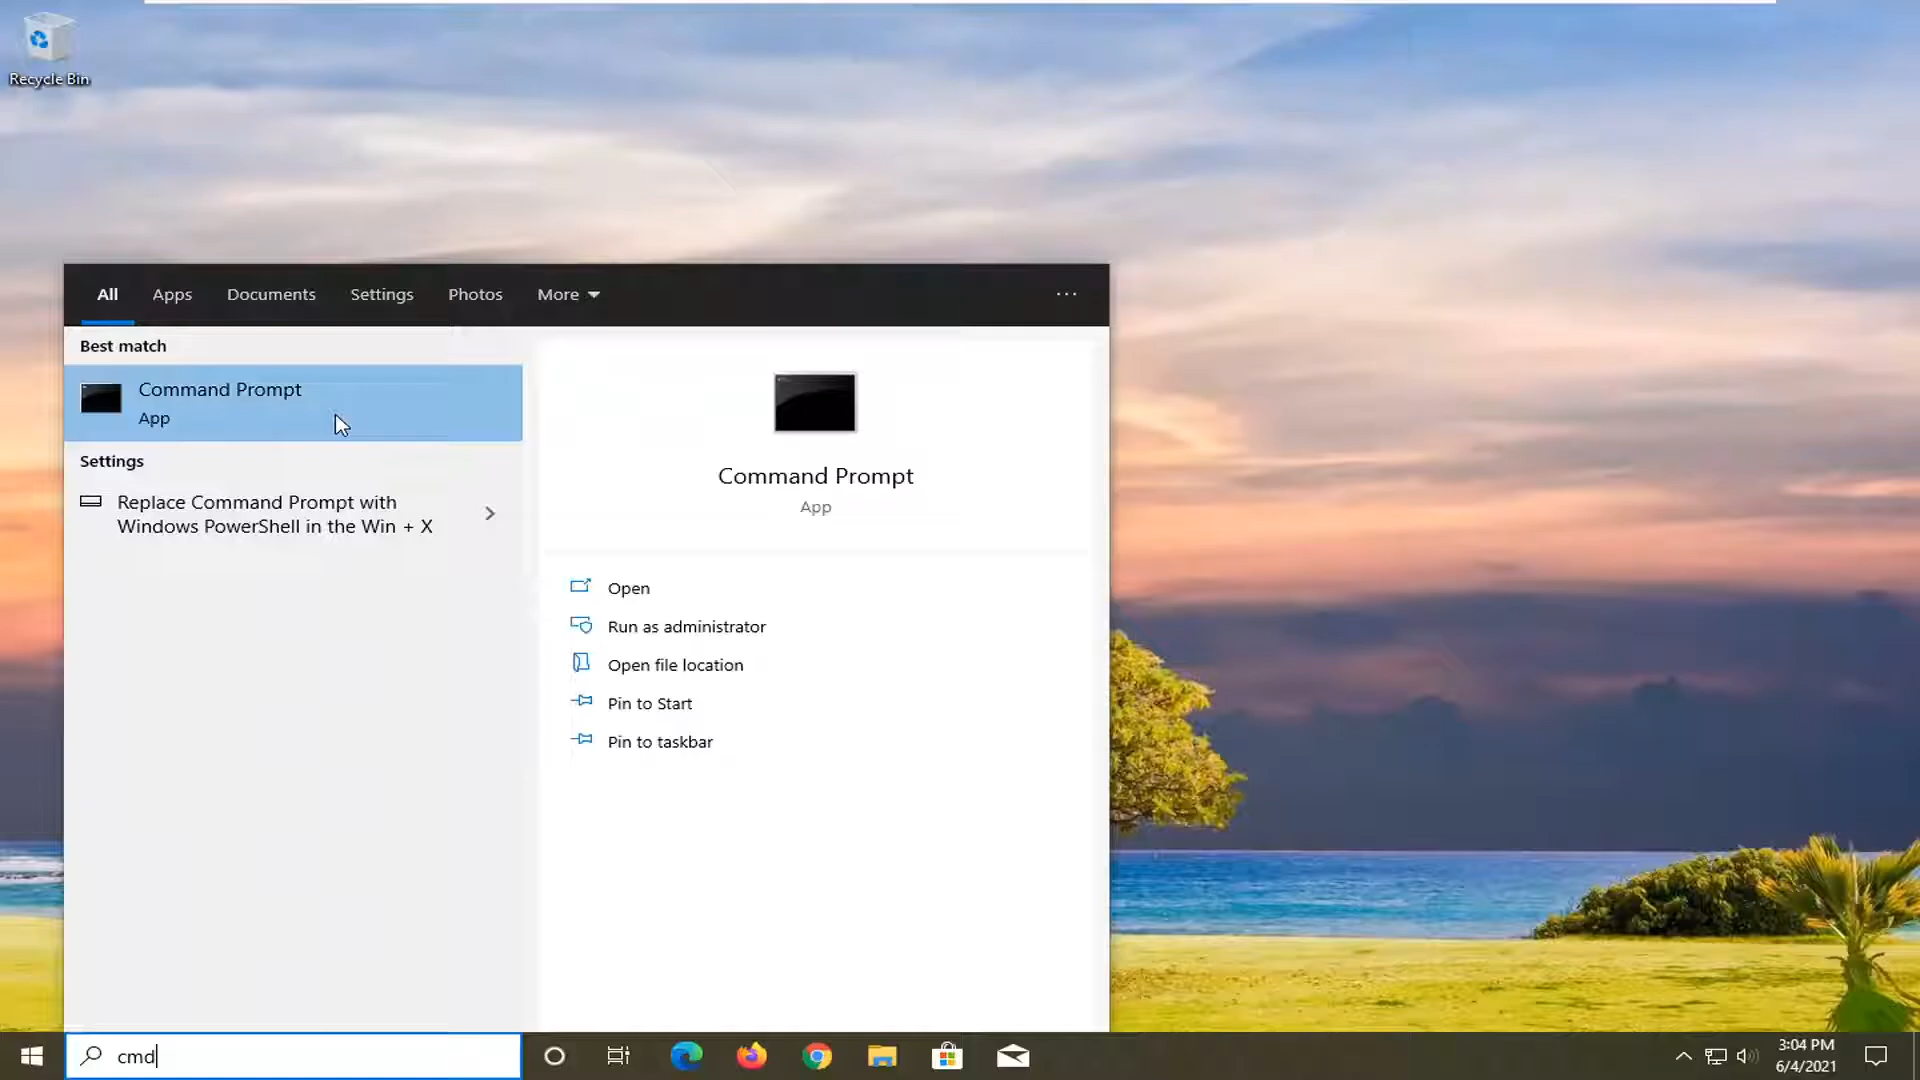 Recycle Bin
All Apps Documents Settings Photos More ···
Best match
Command Prompt
App
Settings
Replace Command Prompt with
Windows PowerShell in the Win + X
Command Prompt
App
Open
Run as administrator
Open file location
Pin to Start
Pin to taskbar
cmd
3:04 PM
6/4/2021